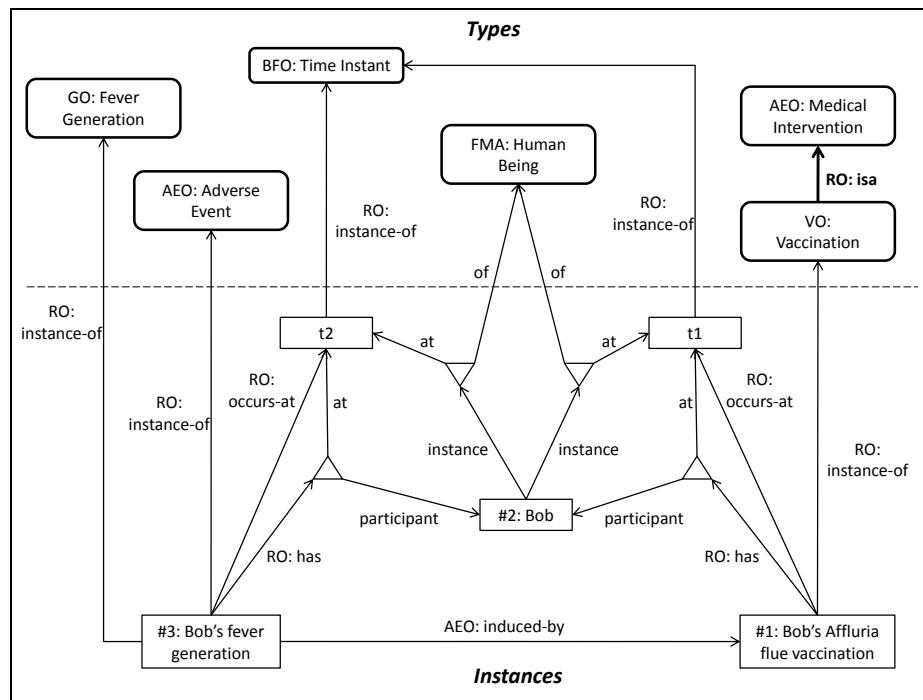 Types
BFO: Time Instant
GO: Fever
Generation
AEO: Medical
Intervention
FMA: Human
Being
AEO: Adverse
Event
RO: isa
VO:
Vaccination
RO:
instance-of
RO:
instance-of
of
of
RO:
instance-of
t2
t1
at
at
RO:
occurs-at
at
at
RO:
occurs-at
RO:
instance-of
instance
instance
RO:
instance-of
#2: Bob
participant
participant
RO: has
RO: has
#3: Bob's fever
generation
AEO: induced-by
#1: Bob's Affluria
flue vaccination
Instances